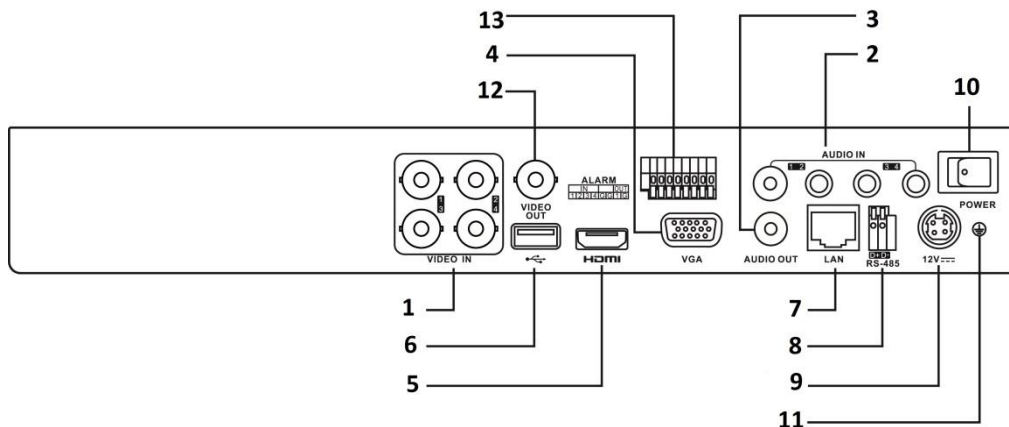 13
3
4
2
12
10
AUDIO IN
1 2
3 4
ALARM
IN OUT
1 2 3 4 G G 1 G
VIDEO
OUT
POWER
VIDEO IN
HDMI
VGA
AUDIO OUT
LAN
D+ D-
RS-485
12V
1
7
6
8
5
9
11